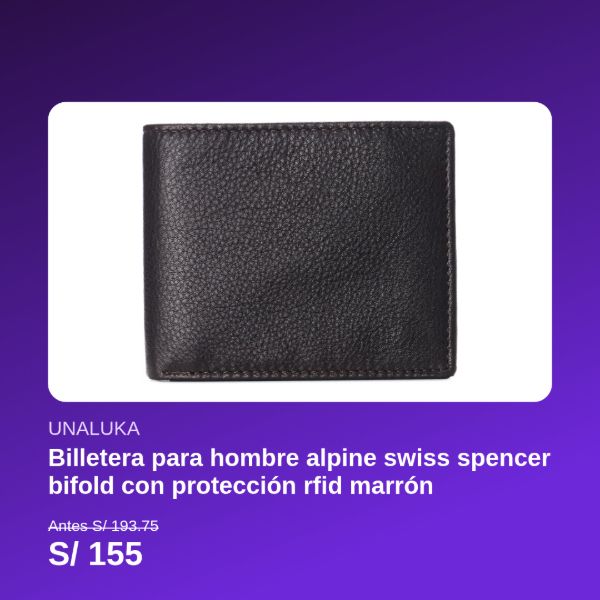 UNALUKA
Billetera para hombre alpine swiss spencer
bifold con protección rfid marrón
Antes S/ 193.75
S/ 155